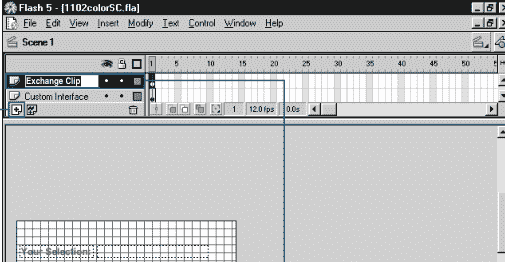 Flash 5 - [1102colorSC.fla]
File Edit View Insert Modify Text Control Window Help
Scene 1
1 5 10 15 20 25 30 35 40 45 50
Exchange Clip
Custom Interface
1 12.0 fps 0.0s
Your Selection: